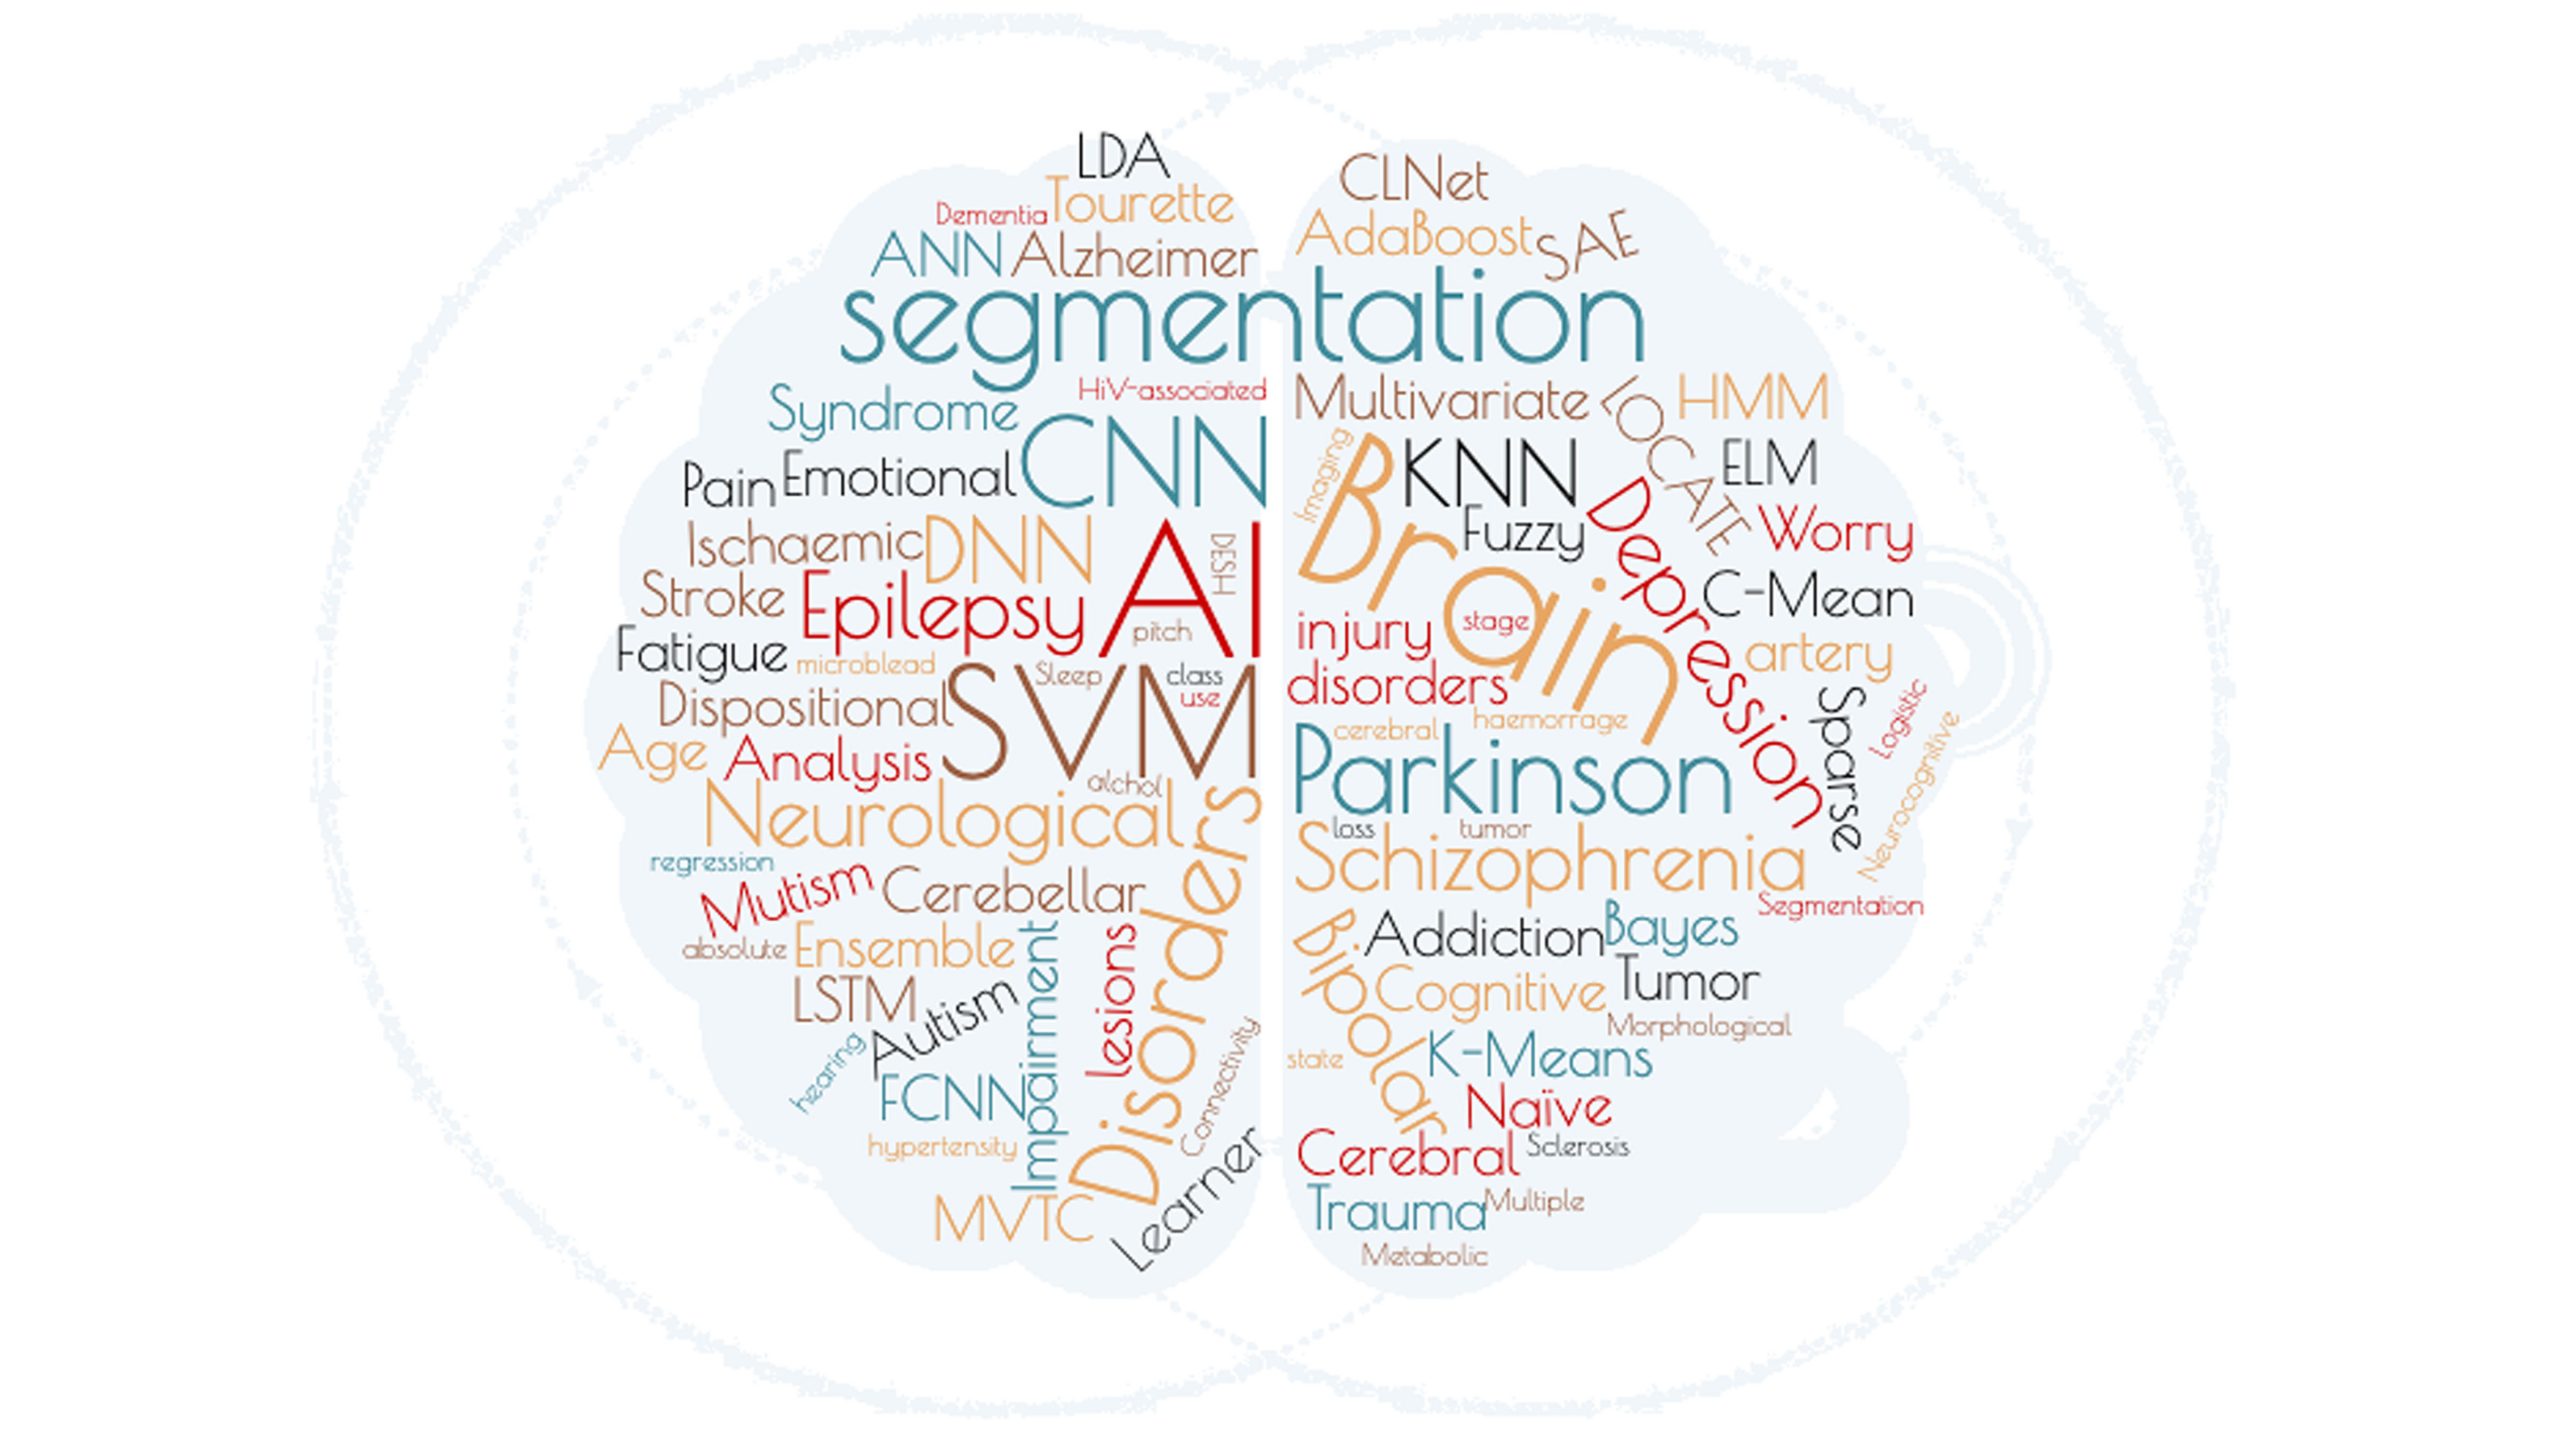 LDA
Dementia Tourette
ANN Alzheimer
CLNet
AdaBoost SAE
segmentation
HiV-associated
Syndrome CNN
Pain Emotional
Ischaemic DNN
AI
DESH
Stroke Epilepsy
pitch
Fatigue microblead
Sleep
class
use
Dispositional SVM
Age Analysis
alchol
Neurological
regression
Mutism Cerebellar
Disorders
absolute Ensemble
Impairment
lesions
LSTM Autism
hearing
FCNN
Connectivity
hypertensity
MVTC
Learner
Multivariate
LOCATE
HMM
Imaging
Brain
KNN
ELM
Fuzzy
Depression
Worry
C-Mean
injury
stage
artery
disorders
cerebral haemorrage
Sparse
Logistic
Neurocognitive
Parkinson
loss tumor
Schizophrenia
Segmentation
Bipolar
Addiction Bayes
Cognitive Tumor
Morphological
state
K-Means
Naïve
Cerebral Sclerosis
Trauma Multiple
Metabolic